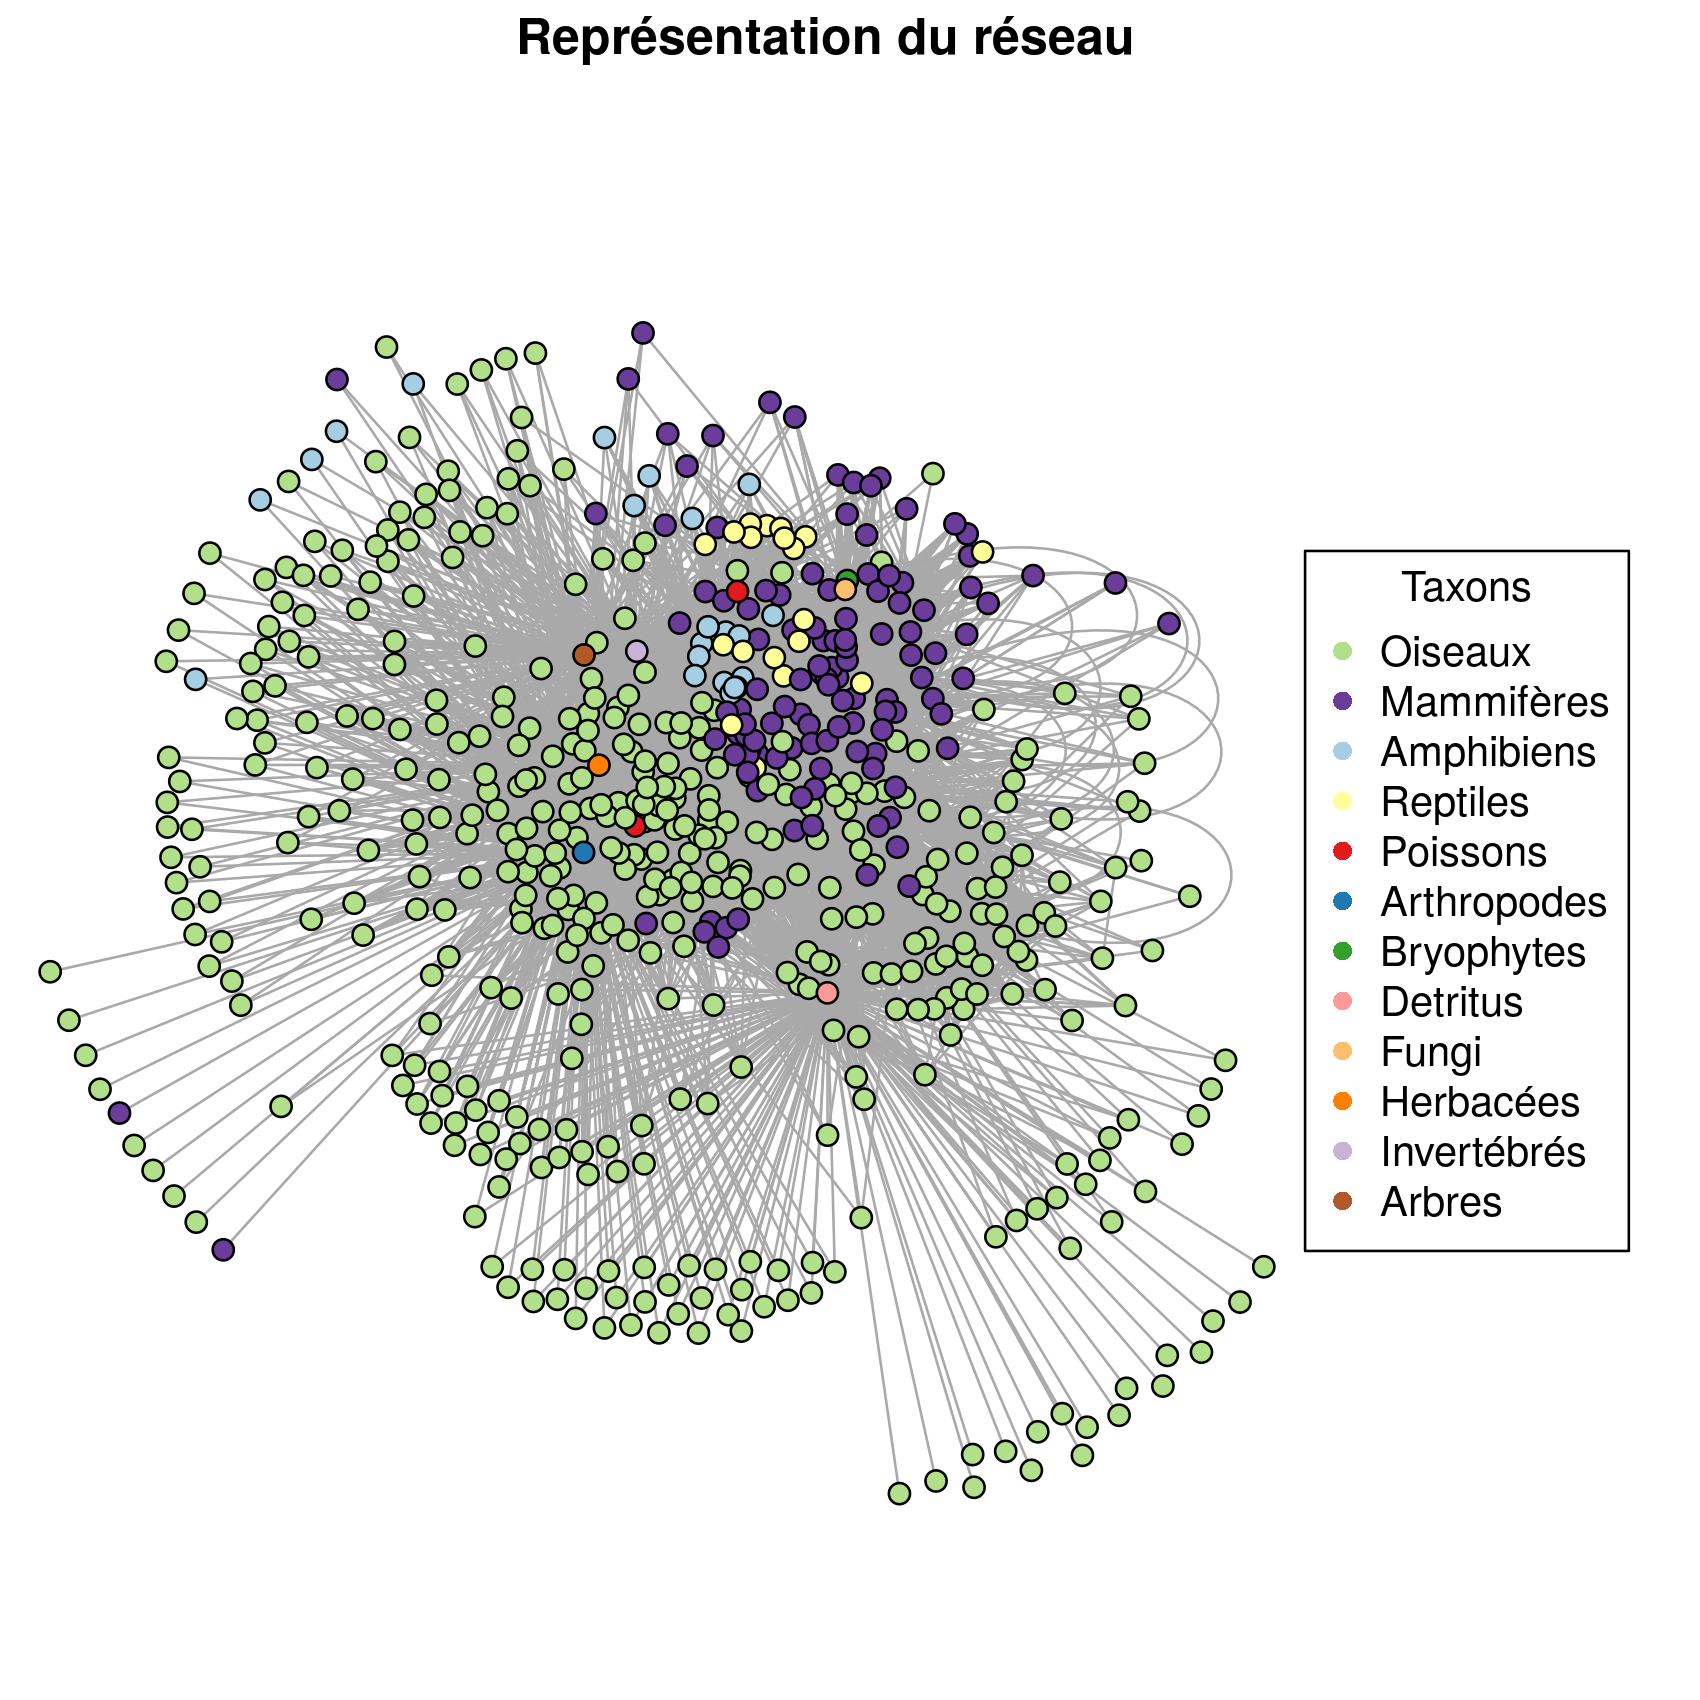 Représentation du réseau
Taxons
Oiseaux
Mammifères
Amphibiens
Reptiles
Poissons
Arthropodes
Bryophytes
Detritus
Fungi
Herbacées
Invertébrés
Arbres